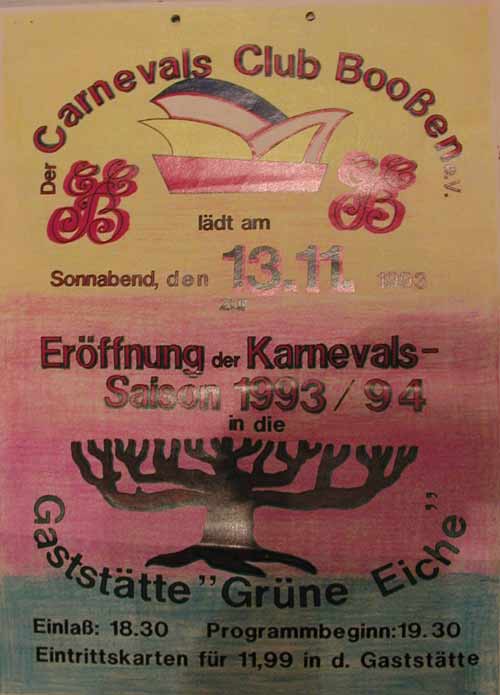 Der Carnevals Club Booßen e.V.
CCB CCB
lädt am
Sonnabend, den 13.11. 1993
zur
Eröffnung der Karnevals-
Saison 1993/94
in die
Gaststätte "Grüne Eiche"
Einlaß: 18.30 Programmbeginn: 19.30
Eintrittskarten für 11,99 in d. Gaststätte